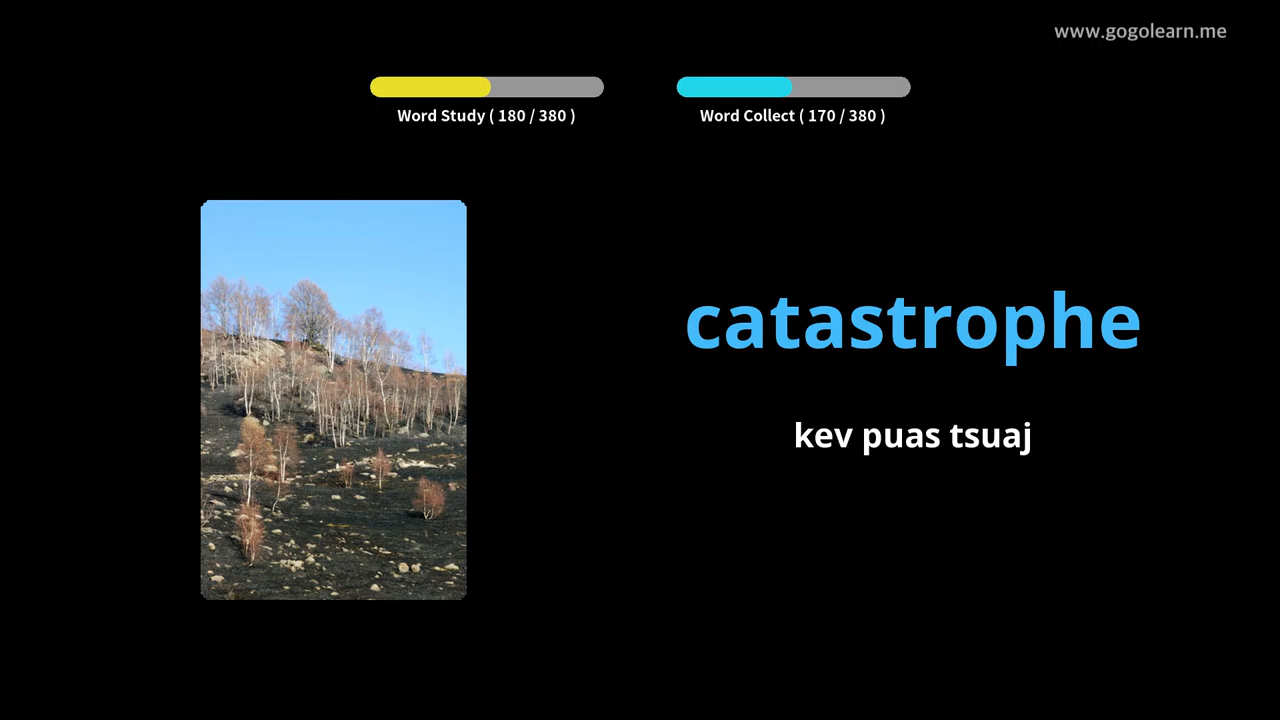 www.gogolearn.me
Word Study ( 180 / 380 )
Word Collect ( 170 / 380 )
catastrophe
kev puas tsuaj